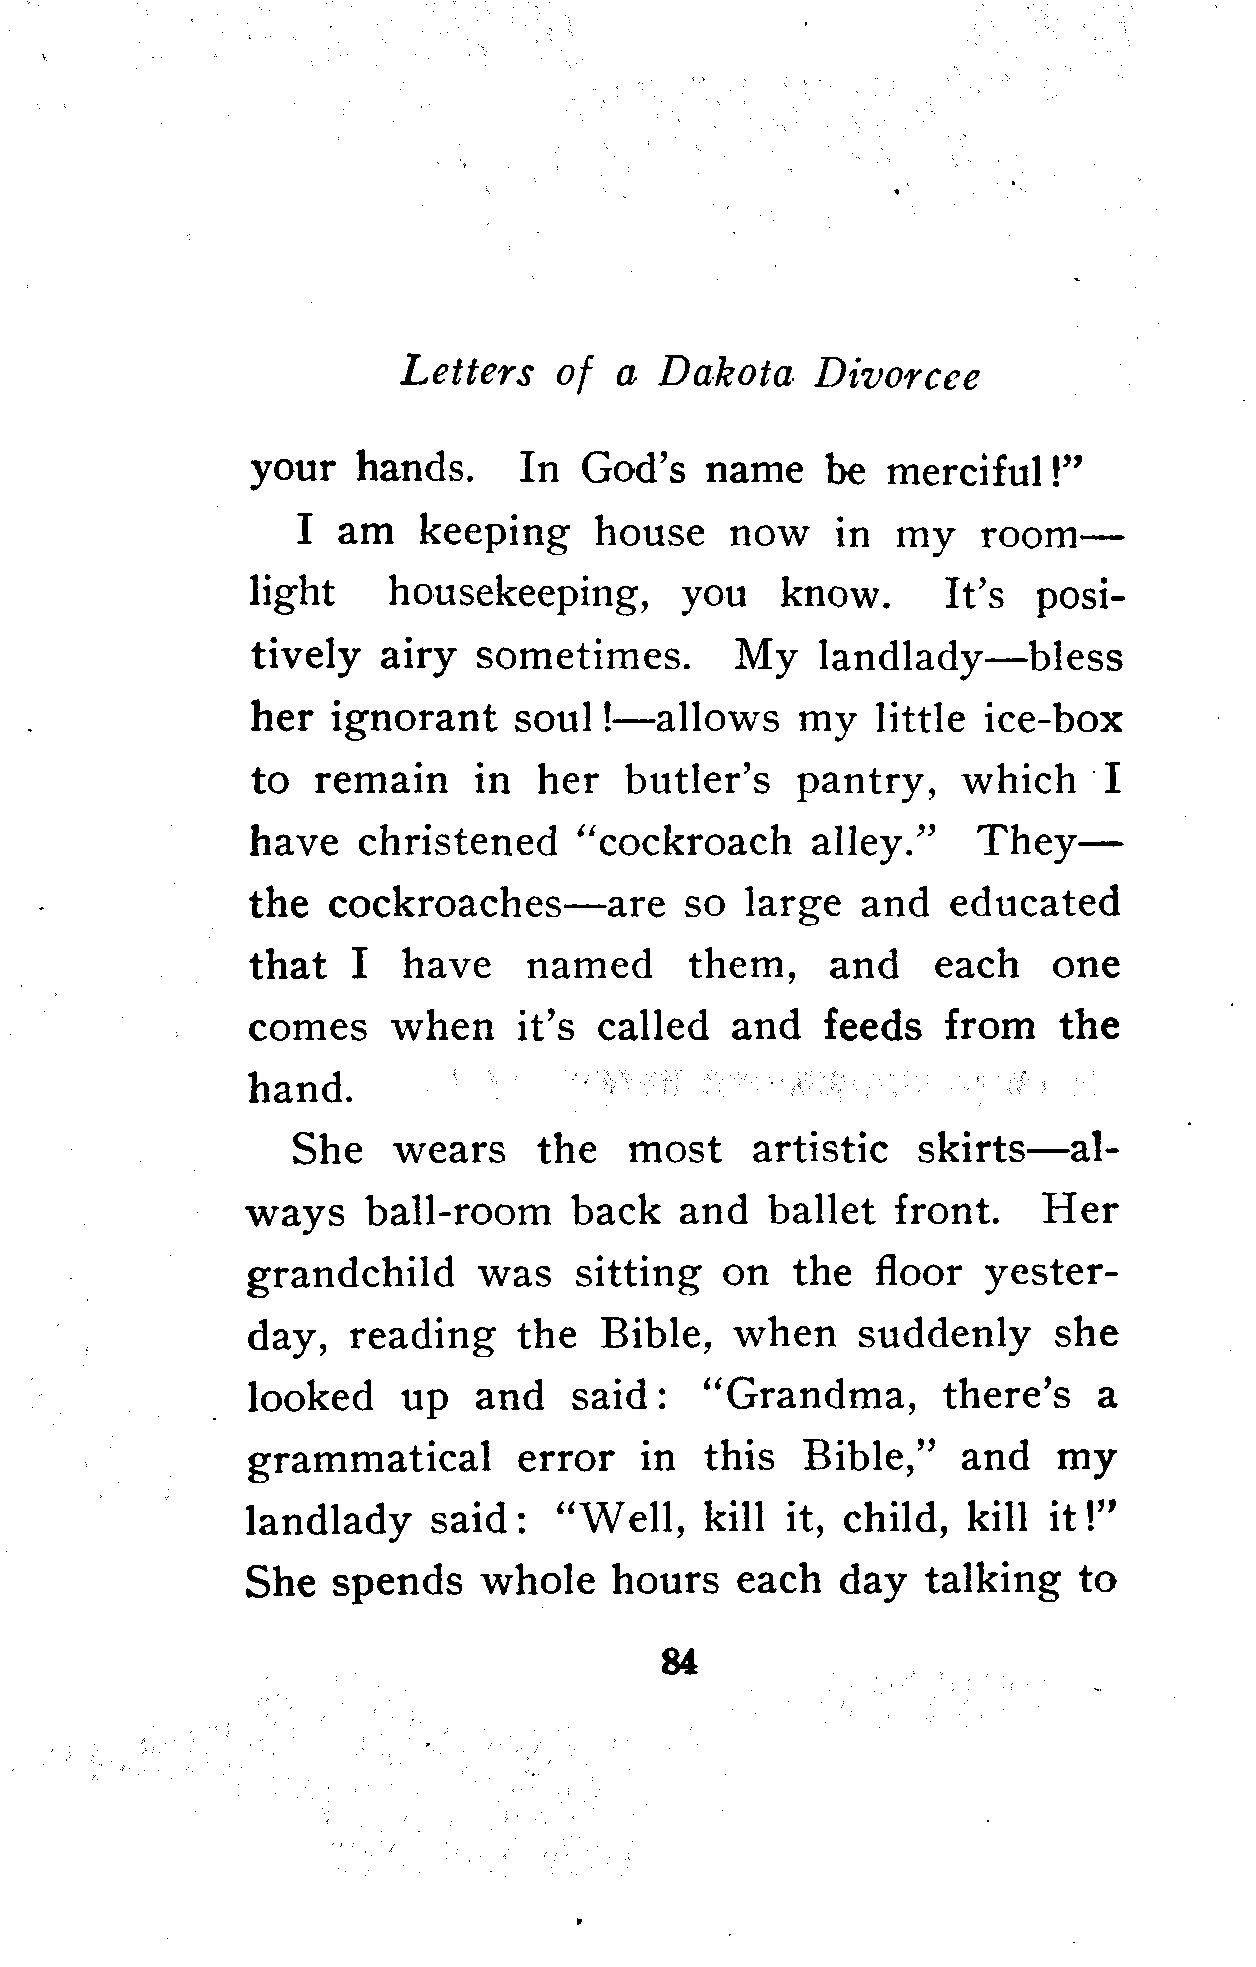 Letters of a Dakota Divorcee
your hands. In God's name be merciful!"
I am keeping house now in my room—
light housekeeping, you know. It's posi-
tively airy sometimes. My landlady—bless
her ignorant soul!—allows my little ice-box
to remain in her butler's pantry, which I
have christened "cockroach alley." They—
the cockroaches—are so large and educated
that I have named them, and each one
comes when it's called and feeds from the
hand.
She wears the most artistic skirts—al-
ways ball-room back and ballet front. Her
grandchild was sitting on the floor yester-
day, reading the Bible, when suddenly she
looked up and said: "Grandma, there's a
grammatical error in this Bible," and my
landlady said: "Well, kill it, child, kill it!"
She spends whole hours each day talking to
84